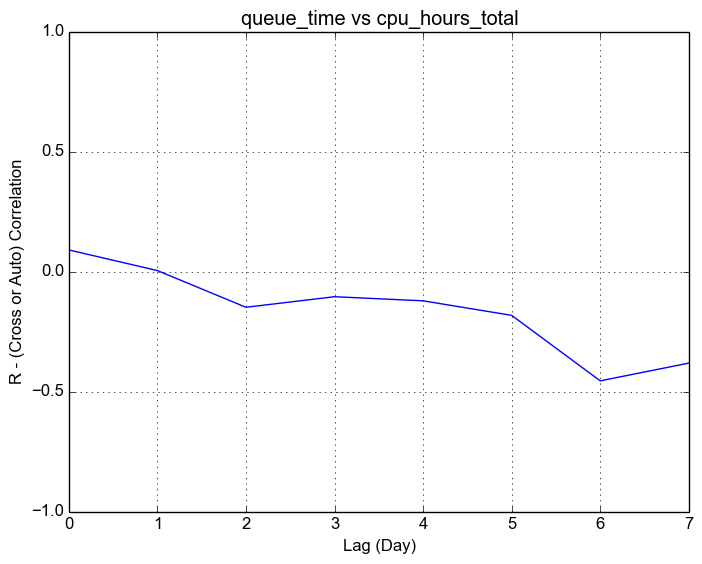 queue_time vs cpu_hours_total
1.0
0.5
0.0
−0.5
−1.0
R - (Cross or Auto) Correlation
0 1 2 3 4 5 6 7
Lag (Day)